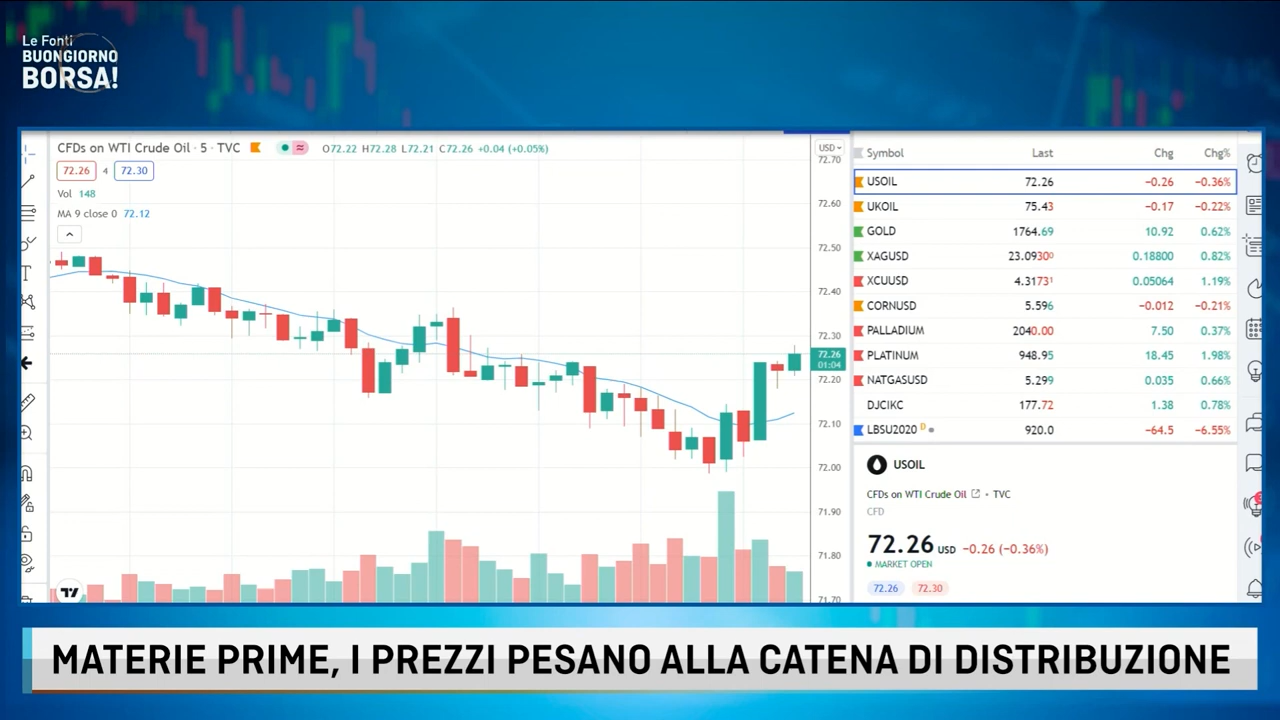 Le Fonti
BUONGIORNO
BORSA!
CFDs on WTI Crude Oil · 5 · TVC
O72.22 H72.28 L72.21 C72.26 +0.04 (+0.05%)
72.26 4 72.30
Vol 148
MA 9 close 0 72.12
USD
72.70
72.60
72.50
72.40
72.30
72.26
01:04
72.20
72.10
72.00
71.90
71.80
71.70
Symbol Last Chg Chg%
USOIL 72.26 −0.26 −0.36%
UKOIL 75.43 −0.17 −0.22%
GOLD 1764.69 10.92 0.62%
XAGUSD 23.0930⁰ 0.18800 0.82%
XCUUSD 4.3173¹ 0.05064 1.19%
CORNUSD 5.596 −0.012 −0.21%
PALLADIUM 2040.00 7.50 0.37%
PLATINUM 948.95 18.45 1.98%
NATGASUSD 5.299 0.035 0.66%
DJCIKC 177.72 1.38 0.78%
LBSU2020 D 920.0 −64.5 −6.55%
USOIL
CFDs on WTI Crude Oil • TVC
CFD
72.26 USD −0.26 (−0.36%)
MARKET OPEN
72.26 72.30
MATERIE PRIME, I PREZZI PESANO ALLA CATENA DI DISTRIBUZIONE